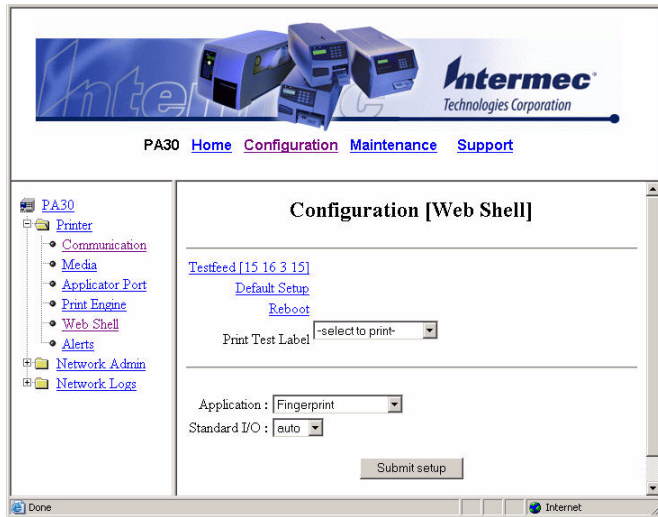 Intermec
Intermec®
Technologies Corporation
PA30 Home Configuration Maintenance Support
PA30
Printer
Communication
Media
Applicator Port
Print Engine
Web Shell
Alerts
Network Admin
Network Logs
Configuration [Web Shell]
Testfeed [15 16 3 15]
Default Setup
Reboot
Print Test Label -select to print-
Application : Fingerprint
Standard I/O : auto
Submit setup
Done
Internet